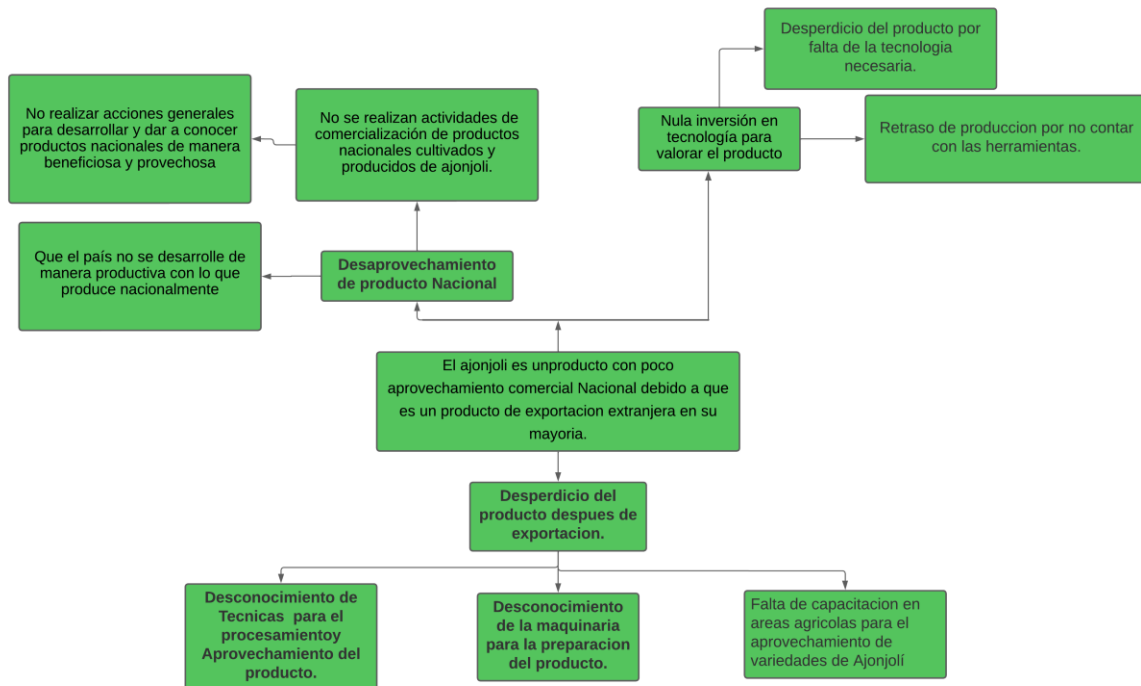 Desperdicio del producto por
falta de la tecnologia
necesaria.
No realizar acciones generales
para desarrollar y dar a conocer
productos nacionales de manera
beneficiosa y provechosa
No se realizan actividades de
comercialización de productos
nacionales cultivados y
producidos de ajonjoli.
Nula inversión en
tecnología para
valorar el producto
Retraso de produccion por no contar
con las herramientas.
Que el país no se desarrolle de
manera productiva con lo que
produce nacionalmente
Desaprovechamiento
de producto Nacional
El ajonjoli es unproducto con poco
aprovechamiento comercial Nacional debido a que
es un producto de exportacion extranjera en su
mayoria.
Desperdicio del
producto despues de
exportacion.
Desconocimiento de
Tecnicas para el
procesamientoy
Aprovechamiento del
producto.
Desconocimiento
de la maquinaria
para la preparacion
del producto.
Falta de capacitacion en
areas agricolas para el
aprovechamiento de
variedades de Ajonjolí